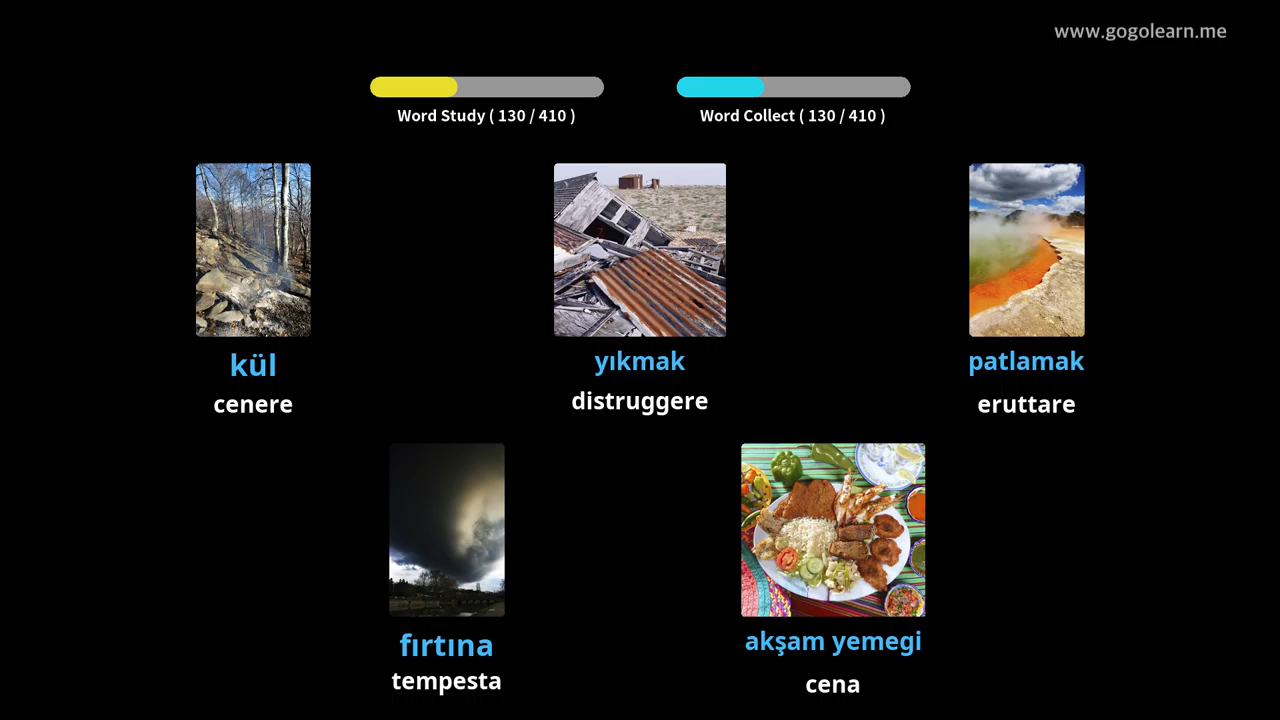 www.gogolearn.me
Word Study ( 130 / 410 )
Word Collect ( 130 / 410 )
kül
cenere
yıkmak
distruggere
patlamak
eruttare
fırtına
tempesta
akşam yemegi
cena